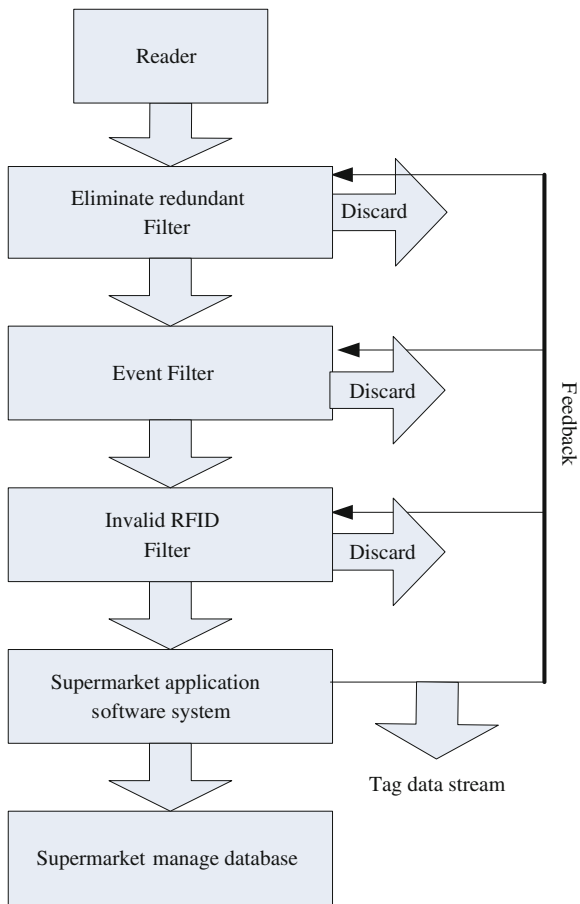 Reader
Eliminate redundant
Filter
Discard
Event Filter
Discard
Feedback
Invalid RFID
Filter
Discard
Supermarket application
software system
Tag data stream
Supermarket manage database